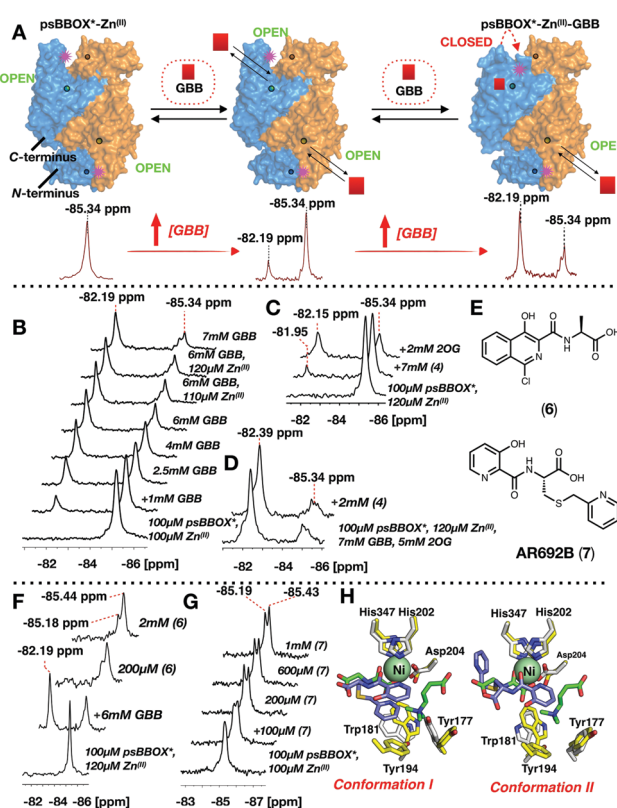 A
psBBOX*-Zn(II)
psBBOX*-Zn(II)-GBB
OPEN
OPEN
CLOSED
GBB
GBB
OPEN
OPEN
OPE
C-terminus
N-terminus
-85.34 ppm
[GBB]
-82.19 ppm
-85.34 ppm
[GBB]
-82.19 ppm
-85.34 ppm
B
-82.19 ppm
-85.34 ppm
7mM GBB
6mM GBB,
120µM Zn(II)
6mM GBB,
110µM Zn(II)
6mM GBB
4mM GBB
2.5mM GBB
+1mM GBB
100µM psBBOX*,
100µM Zn(II)
-82 -84 -86 [ppm]
C
-82.15 ppm
-81.95
-85.34 ppm
+2mM 2OG
+7mM (4)
100µM psBBOX*,
120µM Zn(II)
-82 -84 -86 [ppm]
D
-82.39 ppm
-85.34 ppm
+2mM (4)
100µM psBBOX*, 120µM Zn(II),
7mM GBB, 5mM 2OG
-82 -84 -86 [ppm]
E
OH
O
N
H
CO2H
N
Cl
(6)
OH
H
N
CO2H
N
O
S
N
AR692B (7)
F
-85.44 ppm
-85.18 ppm
2mM (6)
-82.19 ppm
200µM (6)
+6mM GBB
100µM psBBOX*,
120µM Zn(II)
-82 -84 -86 [ppm]
G
-85.19
-85.43
1mM (7)
600µM (7)
200µM (7)
+100µM (7)
100µM psBBOX*,
100µM Zn(II)
-83 -85 -87 [ppm]
H
His347 His202
Asp204
Ni
Trp181
Tyr177
Tyr194
Conformation I
His347 His202
Asp204
Ni
Trp181
Tyr177
Tyr194
Conformation II